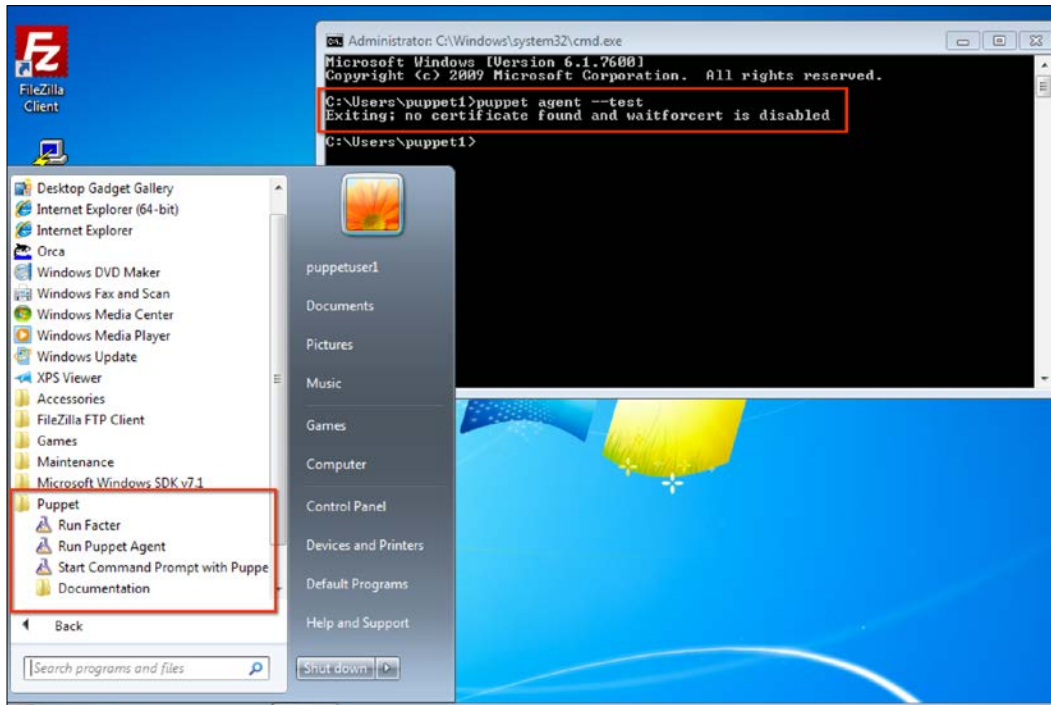 FileZilla
Client
Administrator: C:\Windows\system32\cmd.exe
Microsoft Windows [Version 6.1.7600]
Copyright (c) 2009 Microsoft Corporation.  All rights reserved.
C:\Users\puppet1>puppet agent --test
Exiting; no certificate found and waitforcert is disabled
C:\Users\puppet1>
Desktop Gadget Gallery
Internet Explorer (64-bit)
Internet Explorer
Orca
Windows DVD Maker
Windows Fax and Scan
Windows Media Center
Windows Media Player
Windows Update
XPS Viewer
Accessories
FileZilla FTP Client
Games
Maintenance
Microsoft Windows SDK v7.1
Puppet
Run Facter
Run Puppet Agent
Start Command Prompt with Puppe
Documentation
Back
Search programs and files
puppetuser1
Documents
Pictures
Music
Games
Computer
Control Panel
Devices and Printers
Default Programs
Help and Support
Shut down